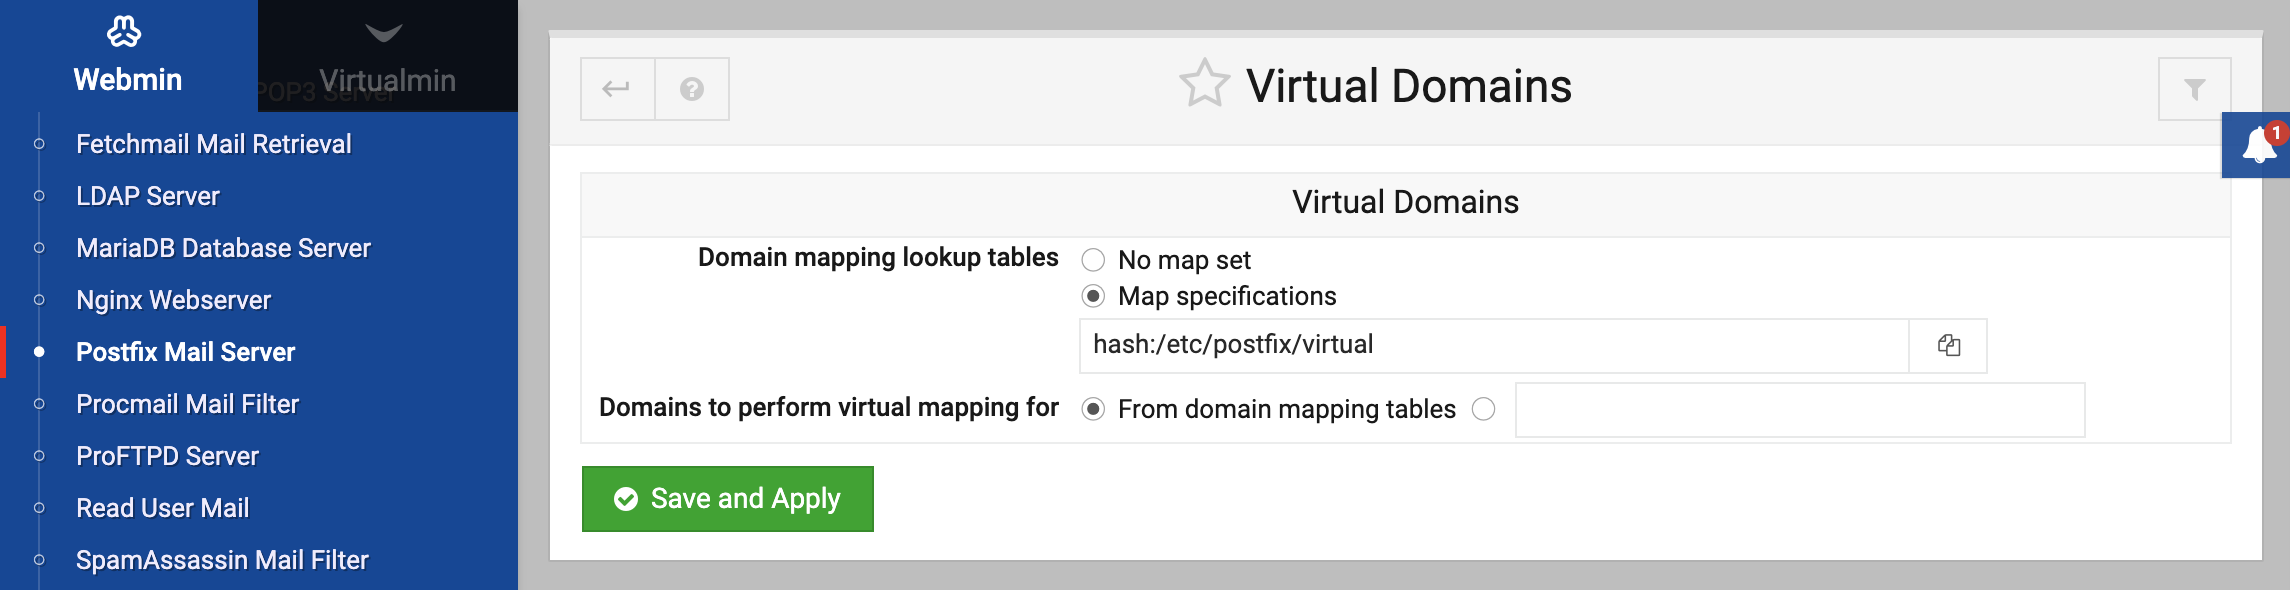 Webmin
Virtualmin
POP3 Server
Fetchmail Mail Retrieval
LDAP Server
MariaDB Database Server
Nginx Webserver
Postfix Mail Server
Procmail Mail Filter
ProFTPD Server
Read User Mail
SpamAssassin Mail Filter
Virtual Domains
1
Virtual Domains
Domain mapping lookup tables
No map set
Map specifications
hash:/etc/postfix/virtual
Domains to perform virtual mapping for
From domain mapping tables
Save and Apply